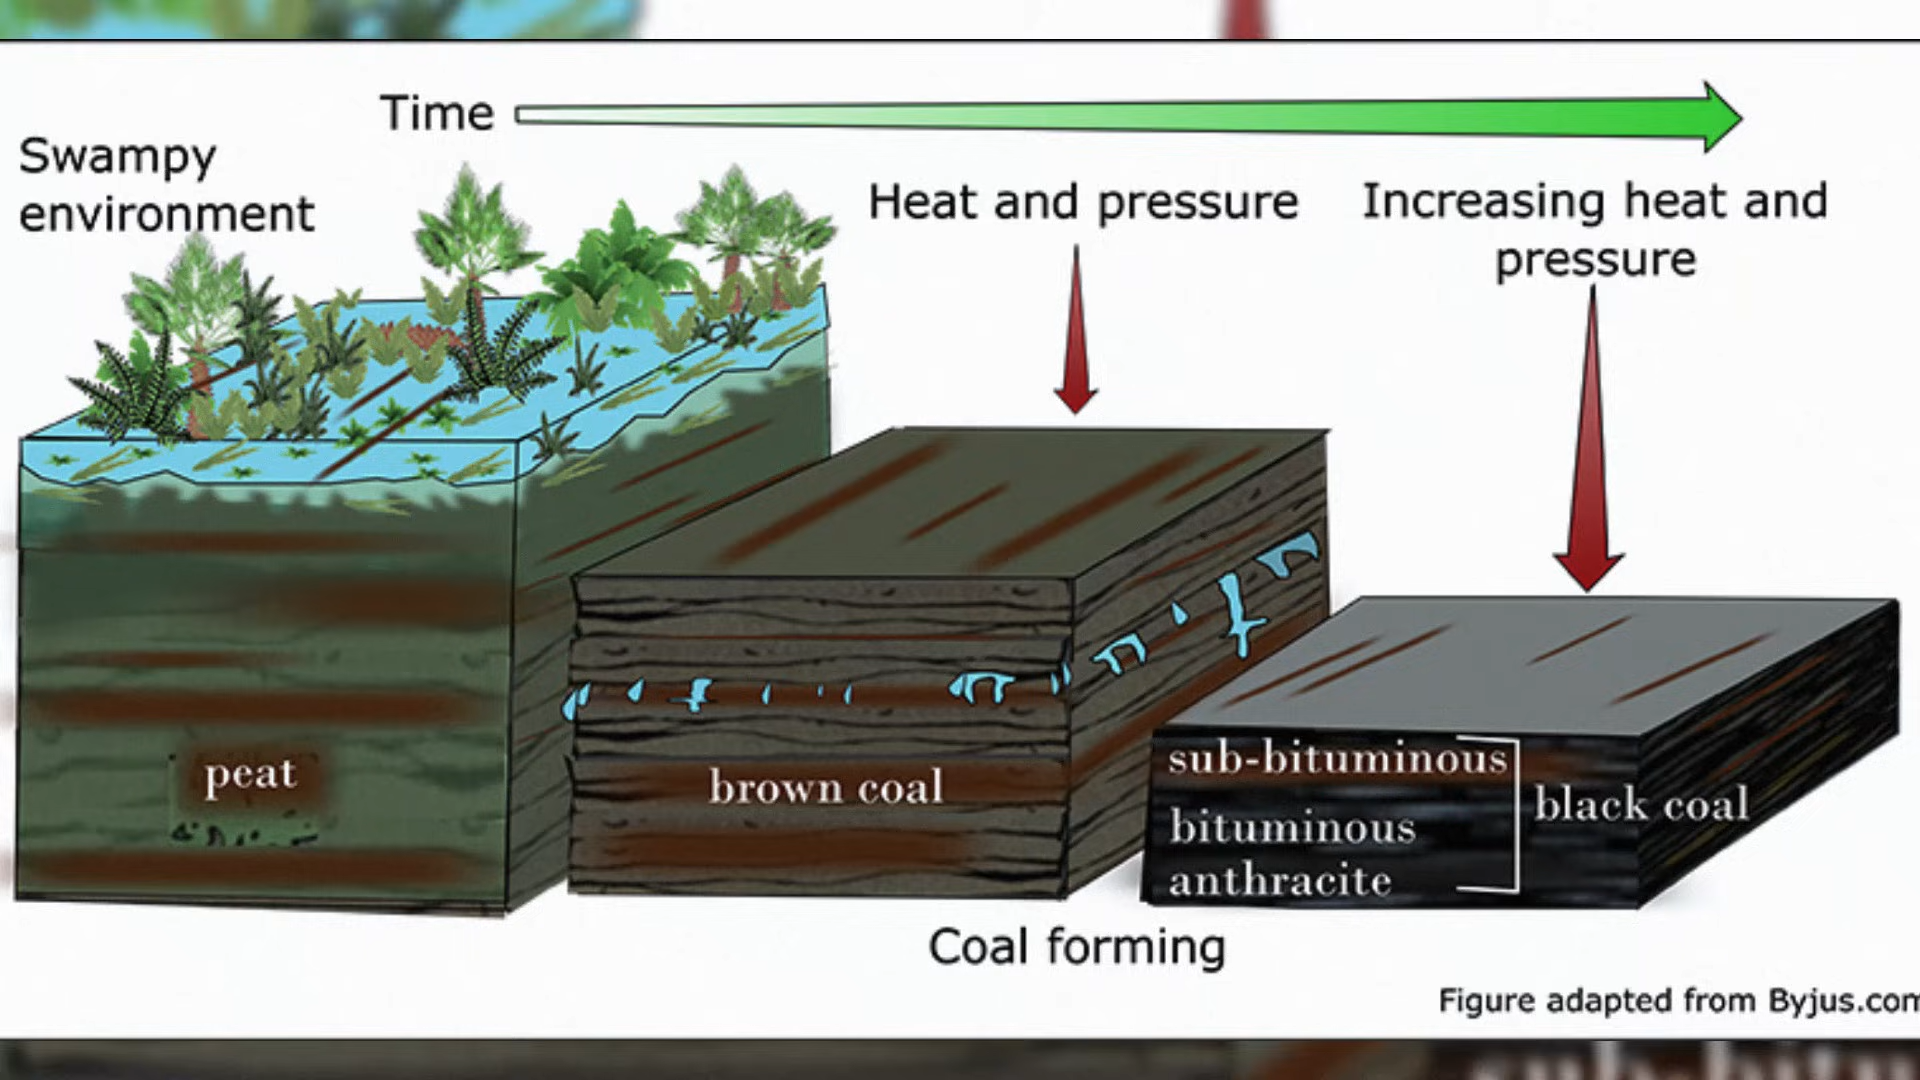 Time
Swampy
environment
Heat and pressure
Increasing heat and
pressure
peat
brown coal
sub-bituminous
bituminous
anthracite
black coal
Coal forming
Figure adapted from Byjus.com